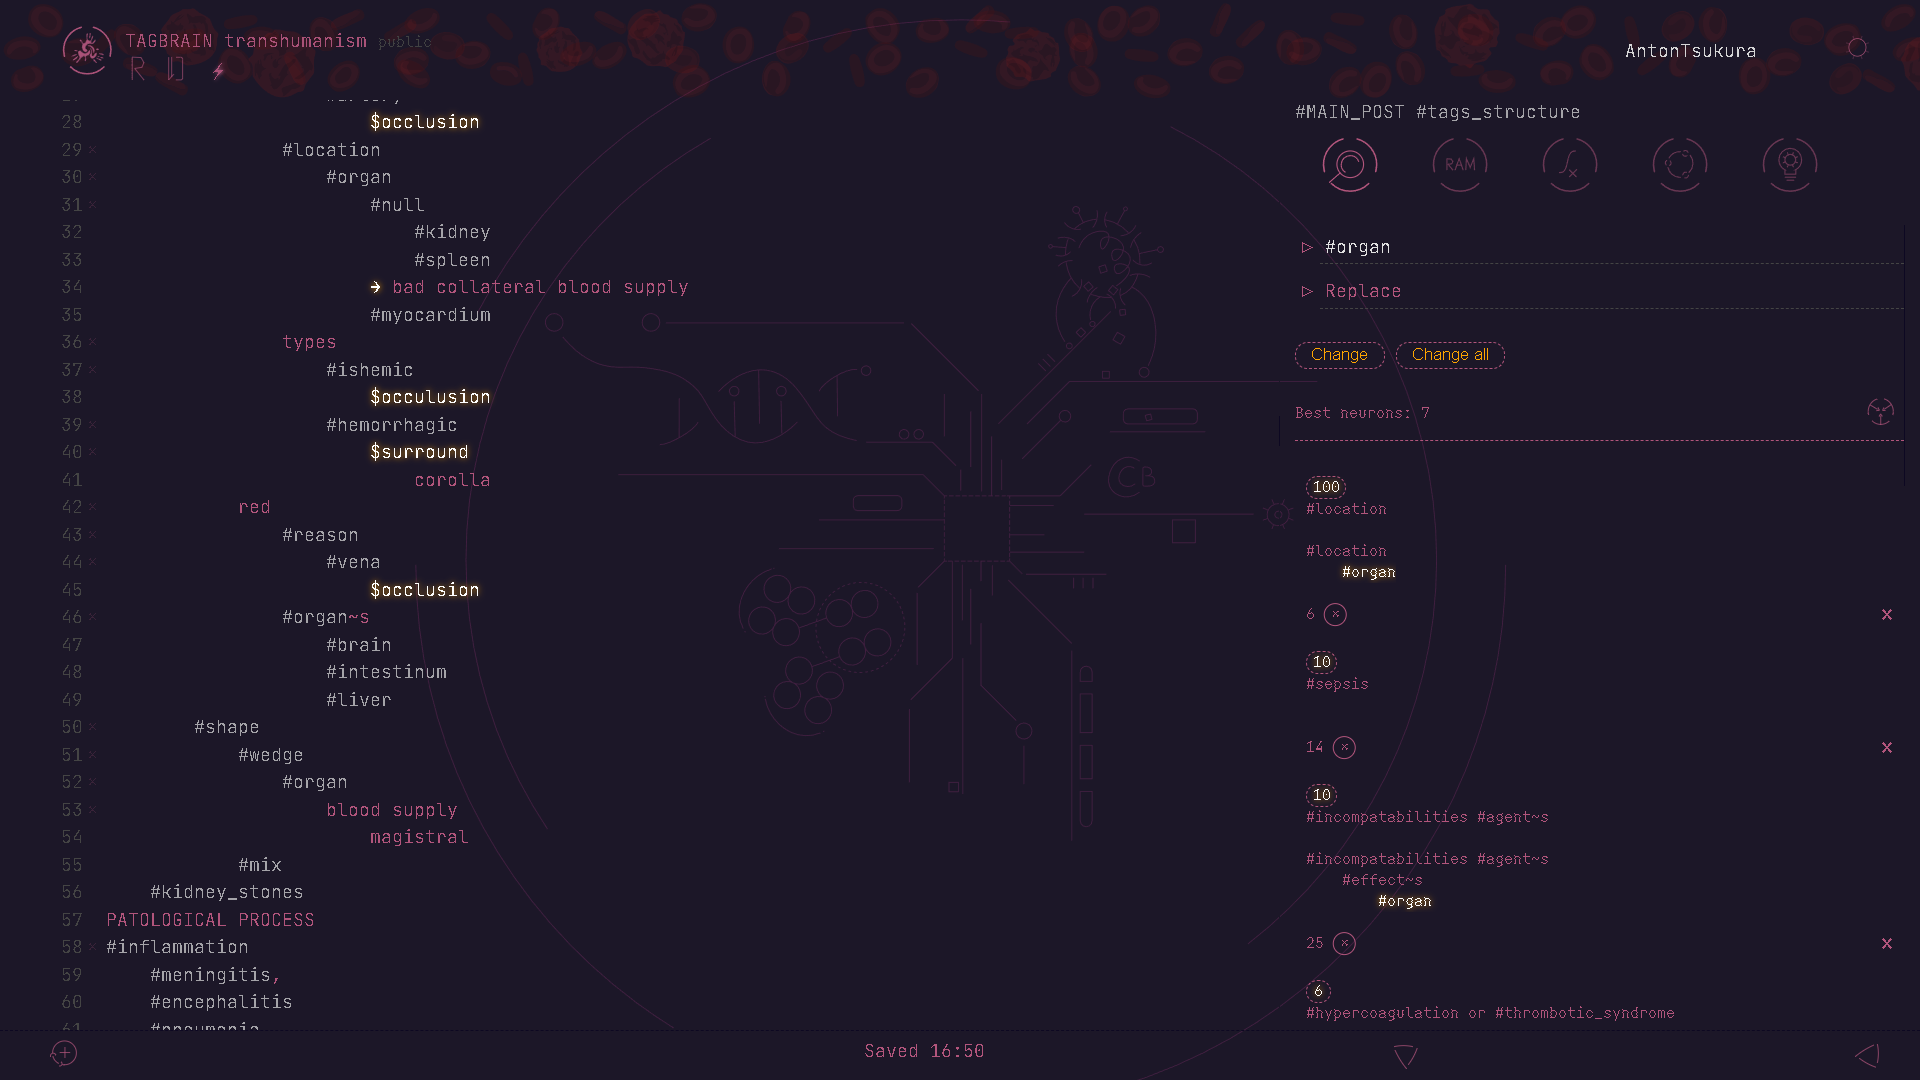 TAGBRAIN transhumanism public
AntonTsukura
28 $occlusion
29 #location
30 #organ
31 #null
32 #kidney
33 #spleen
34 → bad collateral blood supply
35 #myocardium
36 types
37 #ishemic
38 $occulusion
39 #hemorrhagic
40 $surround
41 corolla
42 red
43 #reason
44 #vena
45 $occlusion
46 #organ~s
47 #brain
48 #intestinum
49 #liver
50 #shape
51 #wedge
52 #organ
53 blood supply
54 magistral
55 #mix
56 #kidney_stones
57 PATOLOGICAL PROCESS
58 #inflammation
59 #meningitis,
60 #encephalitis
61 #pneumonia
CB
#MAIN_POST #tags_structure
RAM
#organ
Replace
Change Change all
Best neurons: 7
100
#location
#location
#organ
6
10
#sepsis
14
10
#incompatabilities #agent~s
#incompatabilities #agent~s
#effect~s
#organ
25
6
#hypercoagulation or #thrombotic_syndrome
Saved 16:50